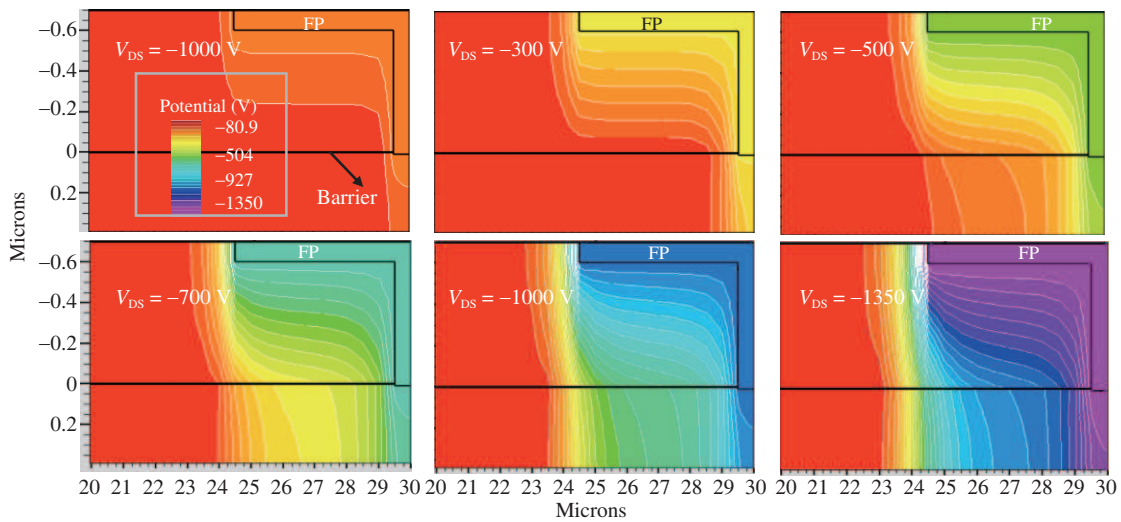 FP
V_DS = −1000 V
Potential (V)
−80.9
−504
−927
−1350
Barrier
−0.6
−0.4
−0.2
0
0.2
FP
V_DS = −300 V
FP
V_DS = −500 V
Microns
FP
V_DS = −700 V
−0.6
−0.4
−0.2
0
0.2
20 21 22 23 24 25 26 27 28 29 30
FP
V_DS = −1000 V
20 21 22 23 24 25 26 27 28 29 30
FP
V_DS = −1350 V
20 21 22 23 24 25 26 27 28 29 30
Microns